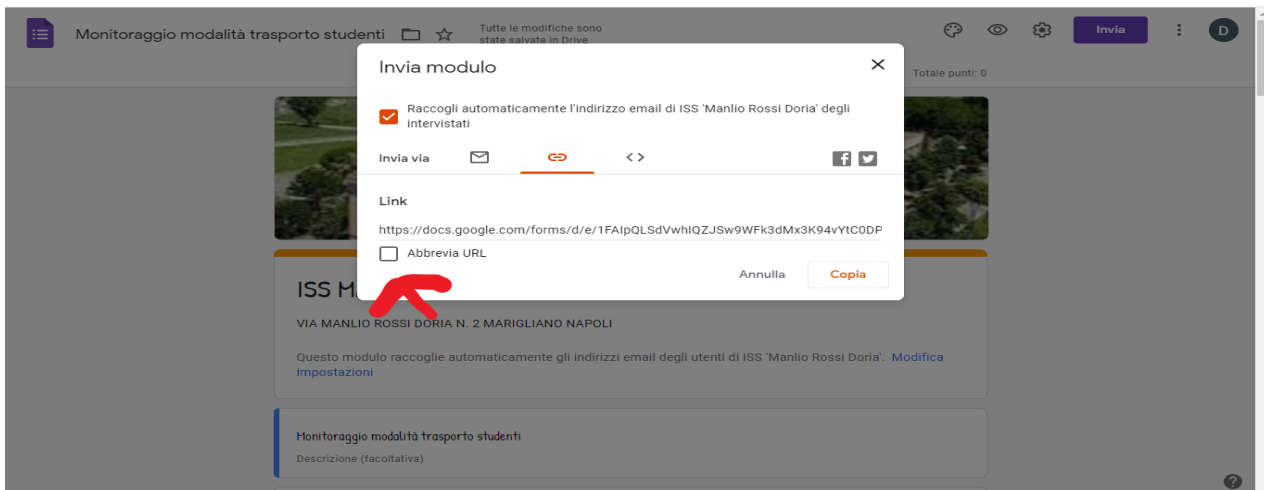 Monitoraggio modalità trasporto studenti
Tutte le modifiche sono
state salvate in Drive
Invia
D
Totale punti: 0
Invia modulo
Raccogli automaticamente l'indirizzo email di ISS 'Manlio Rossi Doria' degli
intervistati
Invia via
Link
https://docs.google.com/forms/d/e/1FAIpQLSdVwhIQZJSw9WFk3dMx3K94vYtC0DP
Abbrevia URL
Annulla
Copia
ISS M
VIA MANLIO ROSSI DORIA N. 2 MARIGLIANO NAPOLI
Questo modulo raccoglie automaticamente gli indirizzi email degli utenti di ISS 'Manlio Rossi Doria'. Modifica
impostazioni
Monitoraggio modalità trasporto studenti
Descrizione (facoltativa)